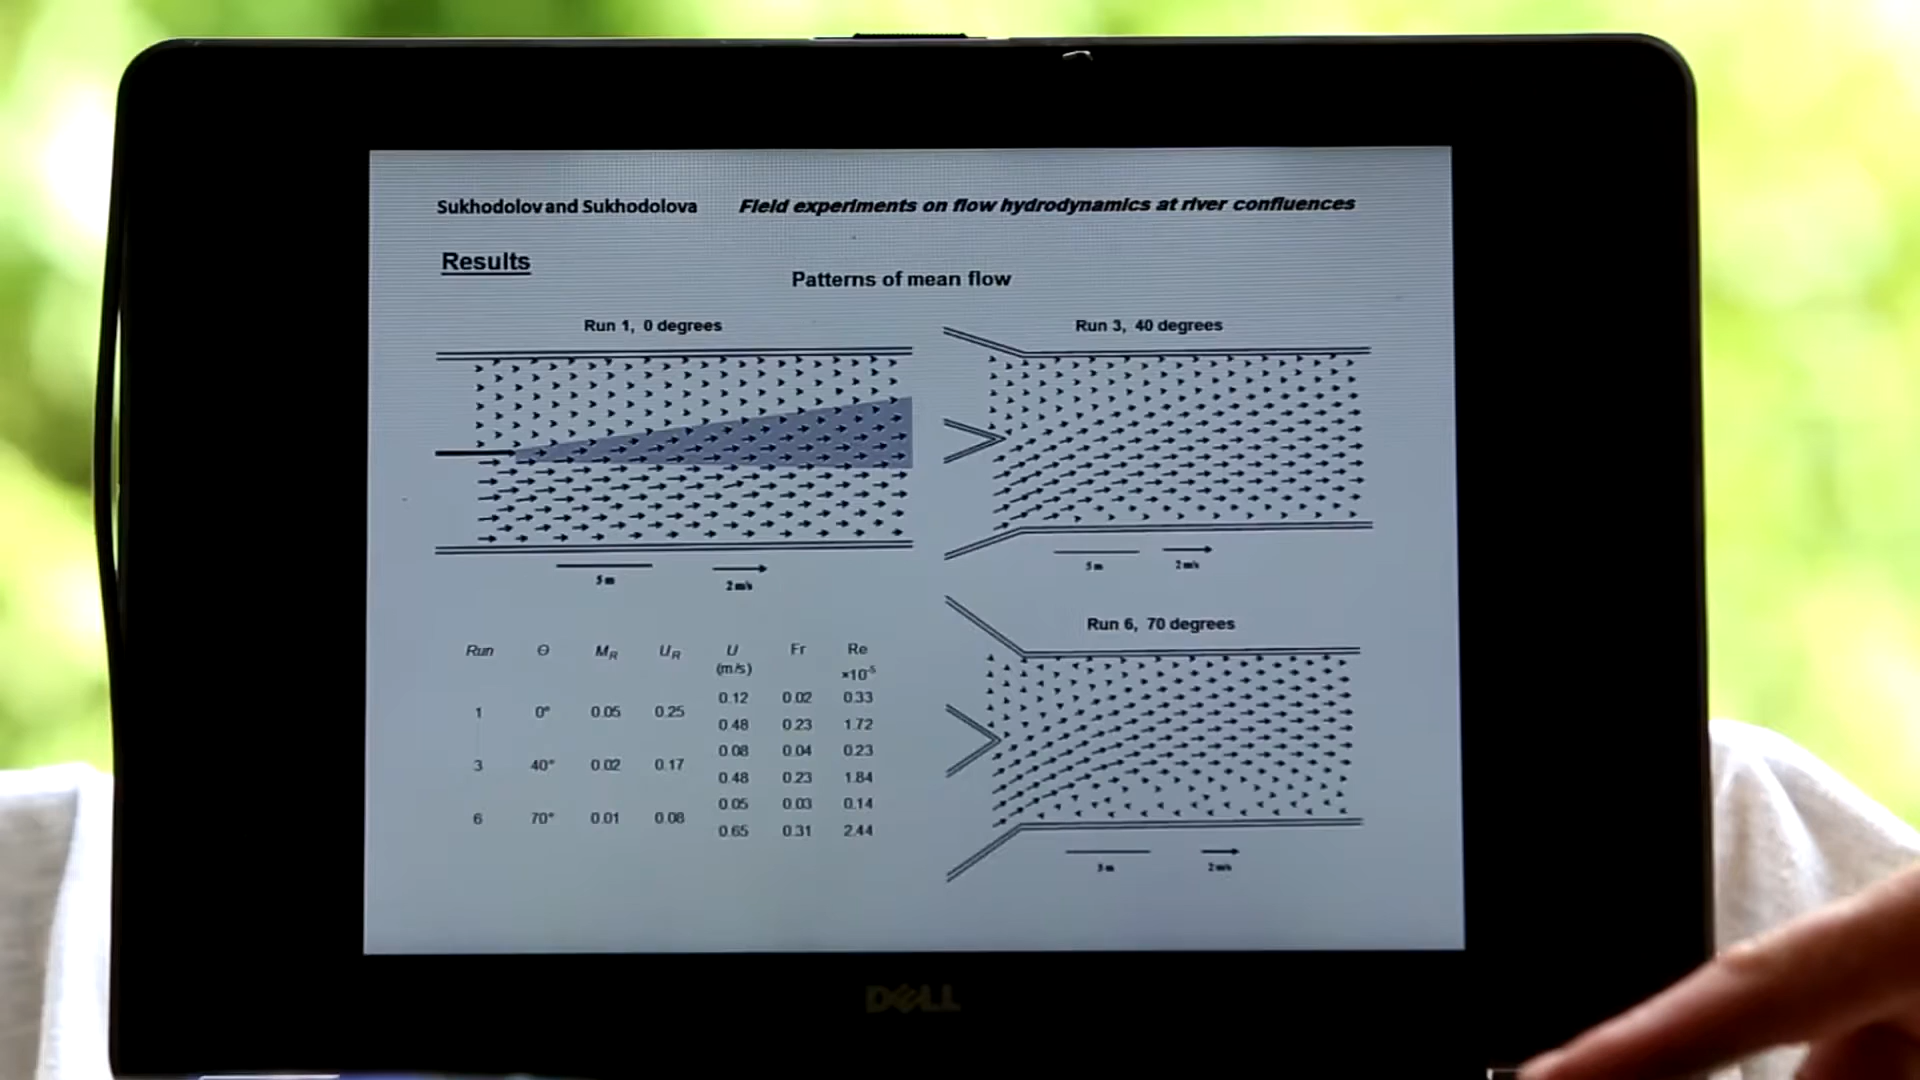 Sukhodolov and Sukhodolova Field experiments on flow hydrodynamics at river confluences
Results
Patterns of mean flow
Run 1, 0 degrees
Run 3, 40 degrees
5 m
2 m/s
5 m
2 m/s
Run 6, 70 degrees
Run Θ M_R U_R U (m/s) Fr Re ×10⁻⁵
0.12 0.02 0.33
1 0° 0.05 0.25
0.48 0.23 1.72
0.08 0.04 0.23
3 40° 0.02 0.17
0.48 0.23 1.84
0.05 0.03 0.14
6 70° 0.01 0.08
0.65 0.31 2.44
5 m
2 m/s
DELL